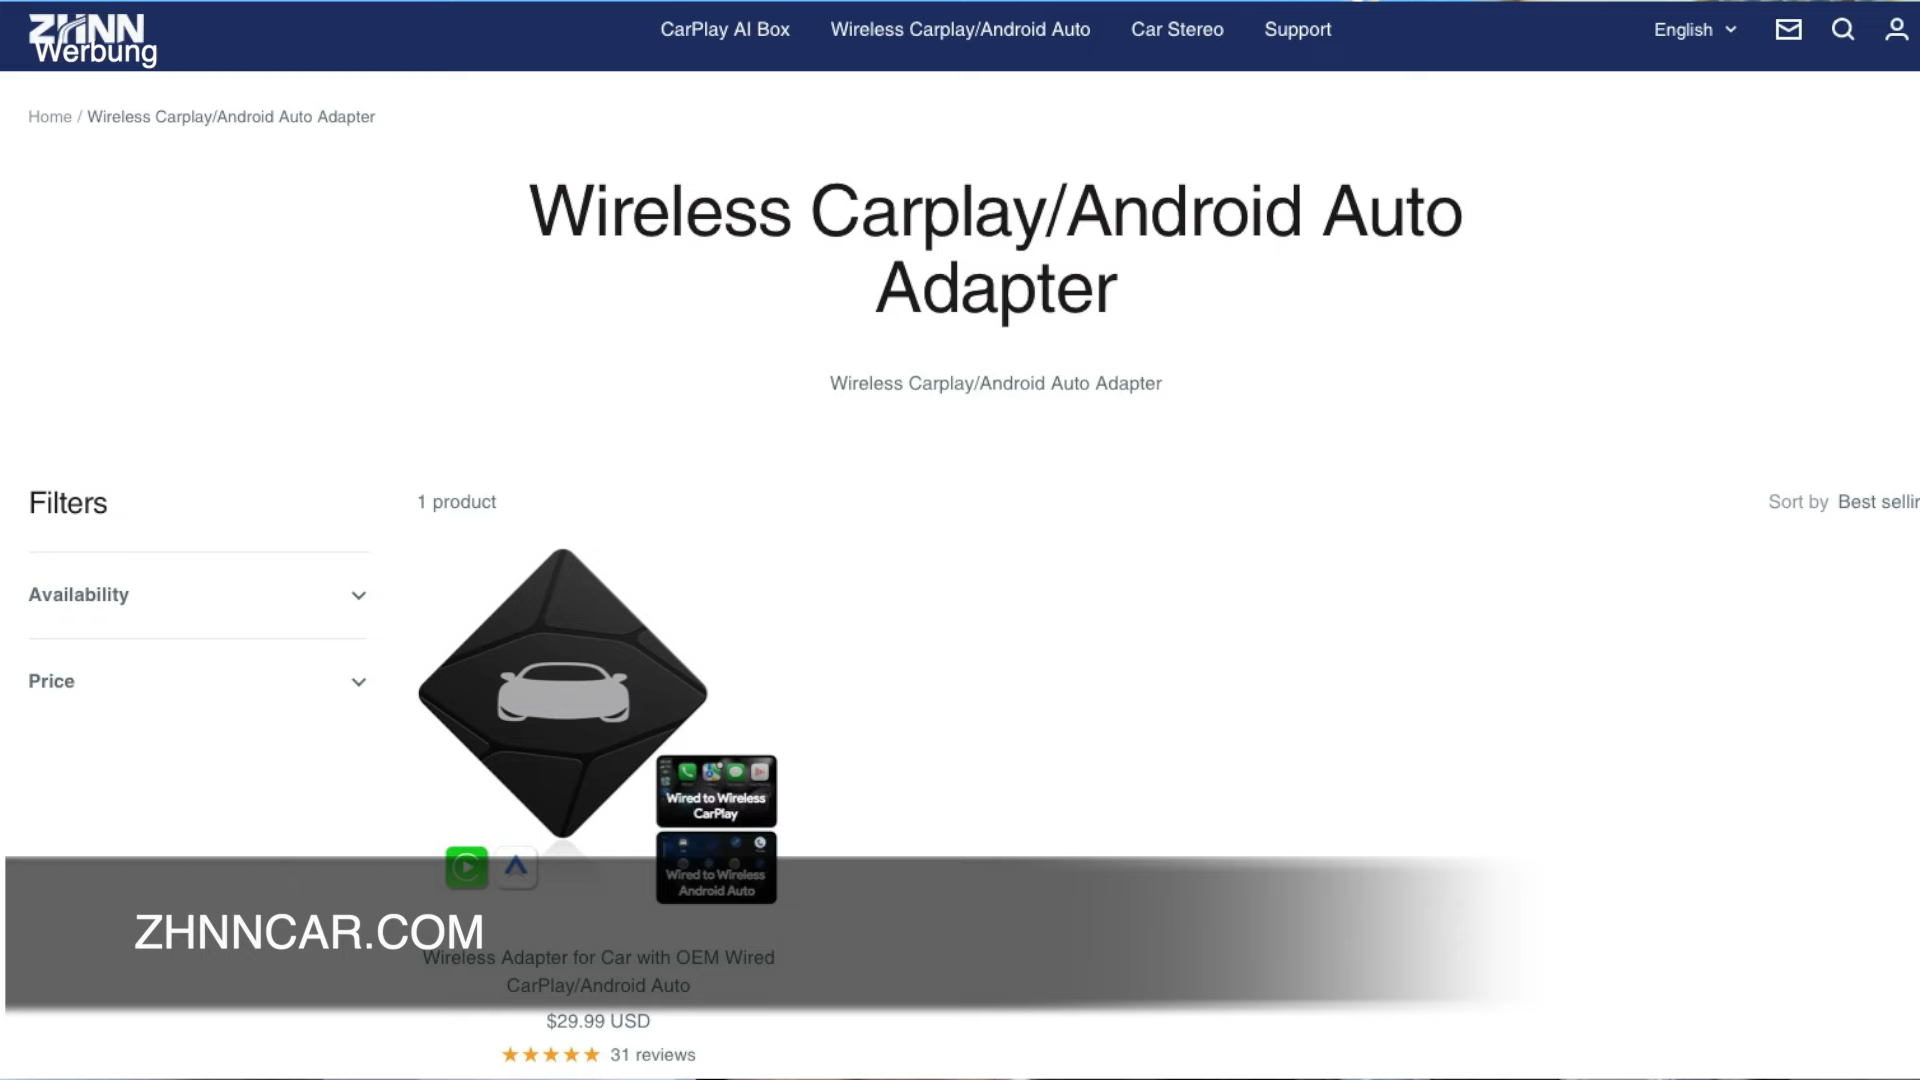 ZHNN
Werbung
CarPlay AI Box
Wireless Carplay/Android Auto
Car Stereo
Support
English
Home / Wireless Carplay/Android Auto Adapter
Wireless Carplay/Android Auto
Adapter
Wireless Carplay/Android Auto Adapter
Filters
1 product
Sort by Best sellin
Availability
Price
Wired to Wireless
CarPlay
Wired to Wireless
Android Auto
ZHNNCAR.COM
Wireless Adapter for Car with OEM Wired
CarPlay/Android Auto
$29.99 USD
31 reviews